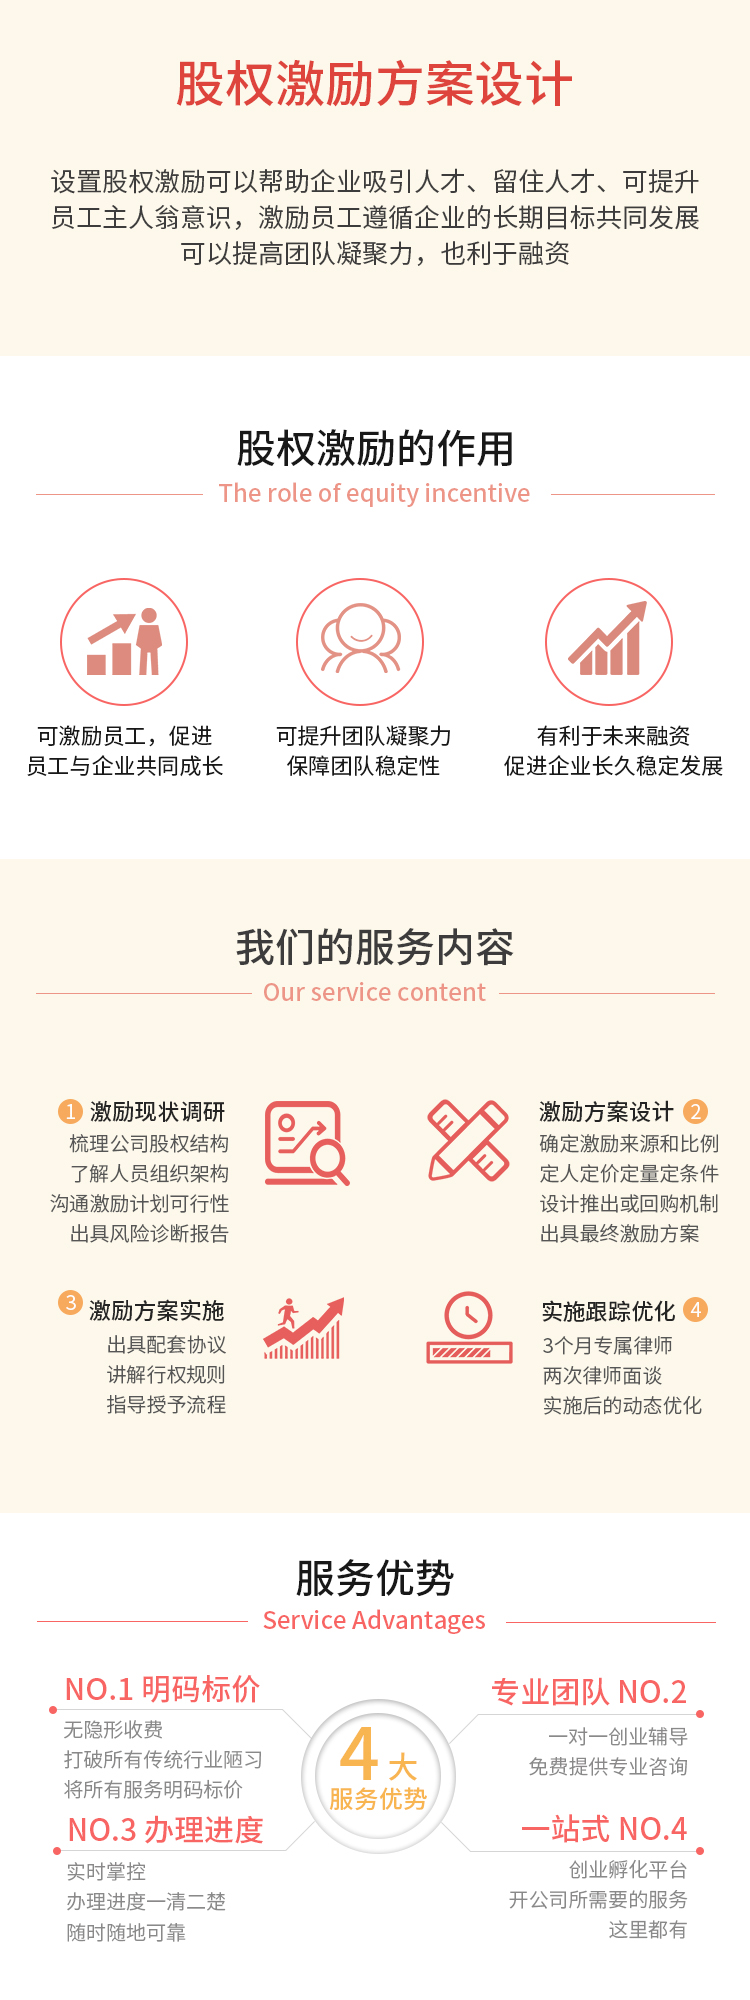 股权激励方案设计
设置股权激励可以帮助企业吸引人才、留住人才、可提升
员工主人翁意识，激励员工遵循企业的长期目标共同发展
可以提高团队凝聚力，也利于融资
股权激励的作用
The role of equity incentive
可激励员工，促进
员工与企业共同成长
可提升团队凝聚力
保障团队稳定性
有利于未来融资
促进企业长久稳定发展
我们的服务内容
Our service content
1 激励现状调研
梳理公司股权结构
了解人员组织架构
沟通激励计划可行性
出具风险诊断报告
激励方案设计 2
确定激励来源和比例
定人定价定量定条件
设计推出或回购机制
出具最终激励方案
3 激励方案实施
出具配套协议
讲解行权规则
指导授予流程
实施跟踪优化 4
3个月专属律师
两次律师面谈
实施后的动态优化
服务优势
Service Advantages
NO.1 明码标价
无隐形收费
打破所有传统行业陋习
将所有服务明码标价
专业团队 NO.2
一对一创业辅导
免费提供专业咨询
4大
服务优势
NO.3 办理进度
实时掌控
办理进度一清二楚
随时随地可靠
一站式 NO.4
创业孵化平台
开公司所需要的服务
这里都有